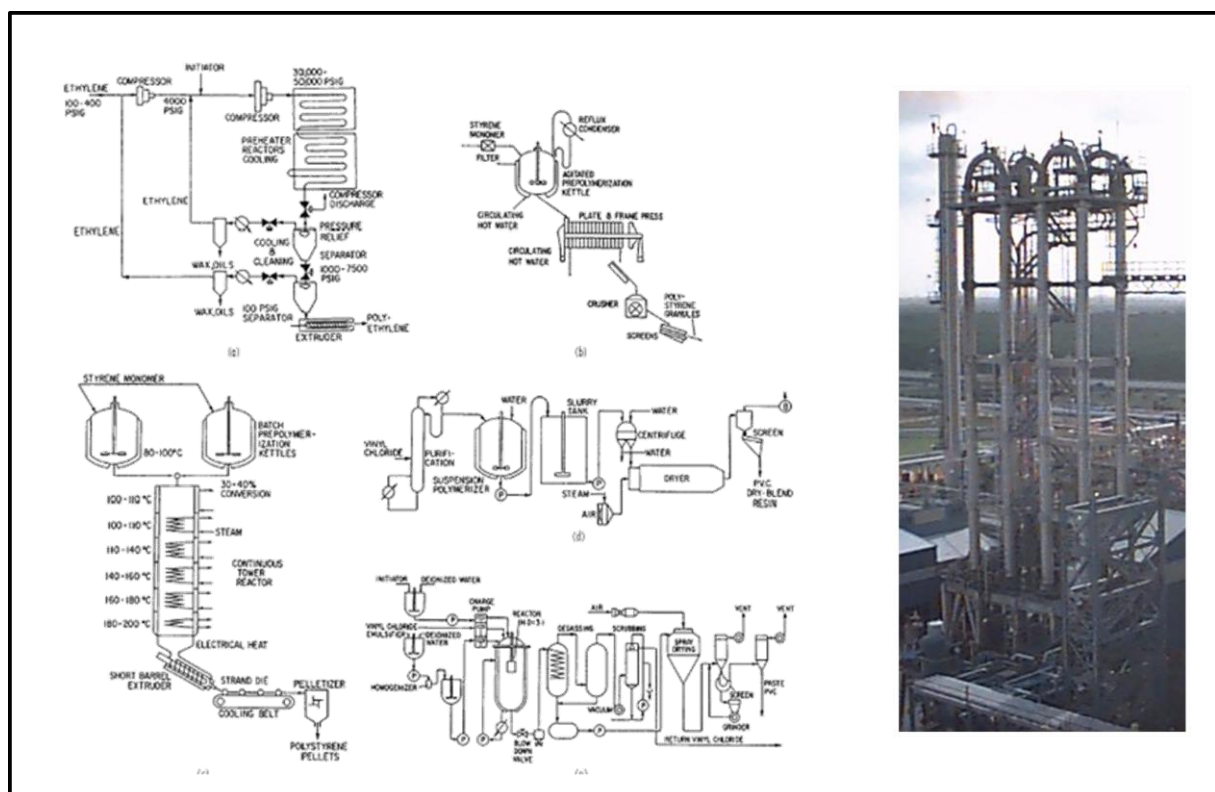 INITIATOR
ETHYLENE
COMPRESSOR
30,000-
50,000 PSIG
100-400
PSIG
4000
PSIG
COMPRESSOR
PREHEATER
REACTORS
COOLING
COMPRESSOR
DISCHARGE
ETHYLENE
ETHYLENE
PRESSURE
RELIEF
COOLING
&
CLEANING
SEPARATOR
WAX,OILS
1000-7500
PSIG
WAX,OILS
100 PSIG
SEPARATOR
POLY-
ETHYLENE
EXTRUDER
(a)
STYRENE
MONOMER
REFLUX
CONDENSER
FILTER
AGITATED
PREPOLYMERIZATION
KETTLE
CIRCULATING
HOT WATER
PLATE & FRAME PRESS
CIRCULATING
HOT WATER
CRUSHER
POLY-
STYRENE
GRANULES
SCREENS
(b)
STYRENE MONOMER
BATCH
PREPOLYMER-
IZATION
KETTLES
80-100°C
30-40%
CONVERSION
100-110°C
STEAM
100-110°C
110-140°C
CONTINUOUS
TOWER
REACTOR
140-160°C
160-180°C
180-200°C
ELECTRICAL HEAT
SHORT BARREL
EXTRUDER
STRAND DIE
PELLETIZER
COOLING BELT
POLYSTYRENE
PELLETS
WATER
SLURRY
TANK
WATER
CENTRIFUGE
WATER
B
SCREEN
VINYL
CHLORIDE
PURIFI-
CATION
SUSPENSION
POLYMERIZER
P
P
STEAM
AIR
DRYER
P.V.C.
DRY-BLEND
RESIN
(d)
INITIATOR
DEIONIZED WATER
CHARGE
PUMP
REACTOR
P
VINYL CHLORIDE
EMULSIFIER
DEIONIZED
WATER
P
HOMOGENIZER
P
P
BLOW
DOWN
VALVE
DEGASSING
SCRUBBING
AIR
SPRAY
DRYING
VENT
VENT
VACUUM
P
P
SCREEN
GRINDER
PASTE
PVC
RETURN VINYL CHLORIDE